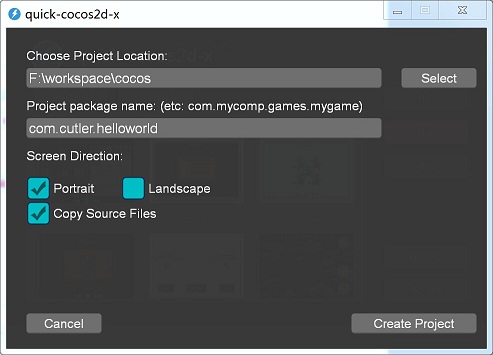 quick-cocos2d-x
Choose Project Location:
F:\workspace\cocos
Select
Project package name: (etc: com.mycomp.games.mygame)
com.cutler.helloworld
Screen Direction:
Portrait
Landscape
Copy Source Files
Cancel
Create Project